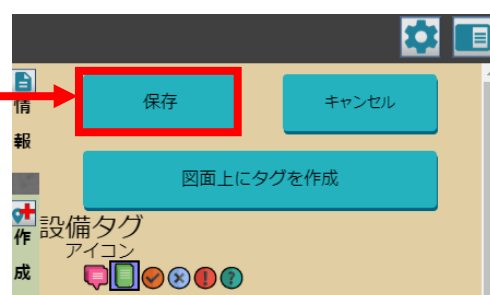 情
報
保存
キャンセル
図面上にタグを作成
作
成
設備タグ
アイコン